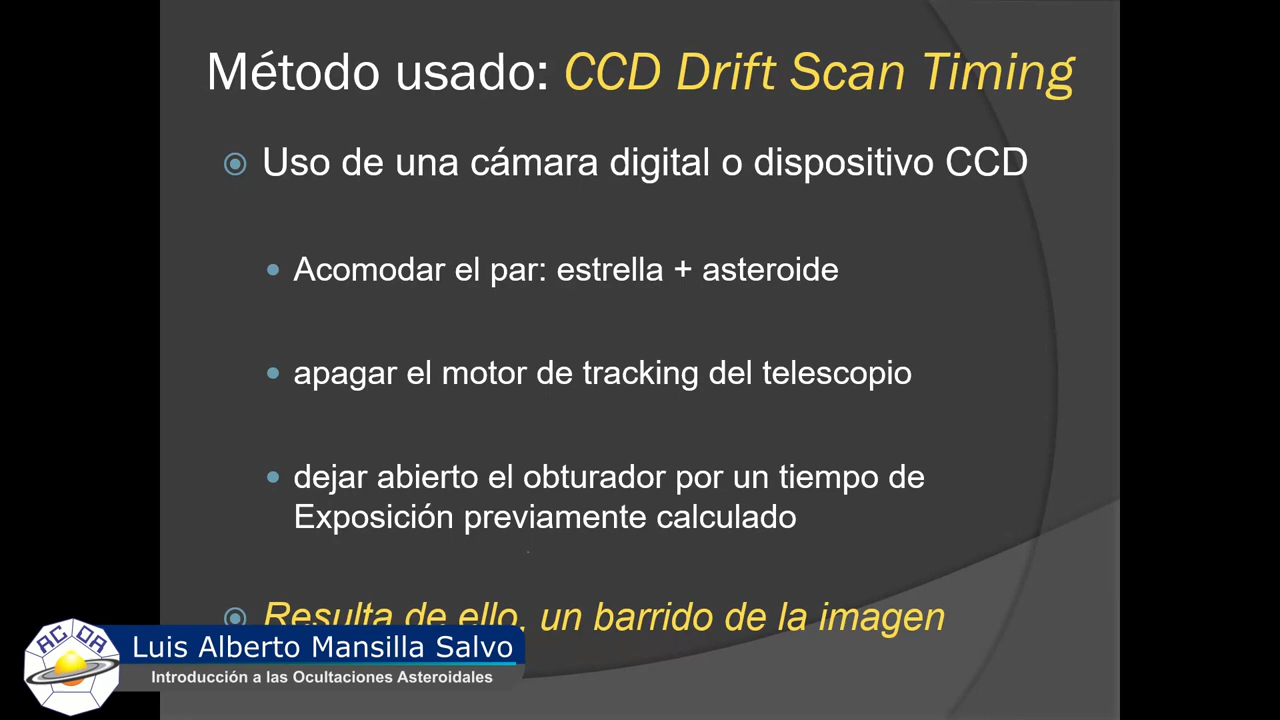 Método usado: CCD Drift Scan Timing
Uso de una cámara digital o dispositivo CCD
Acomodar el par: estrella + asteroide
apagar el motor de tracking del telescopio
dejar abierto el obturador por un tiempo de
Exposición previamente calculado
Resulta de ello, un barrido de la imagen
AC OA
Luis Alberto Mansilla Salvo
Introducción a las Ocultaciones Asteroidales